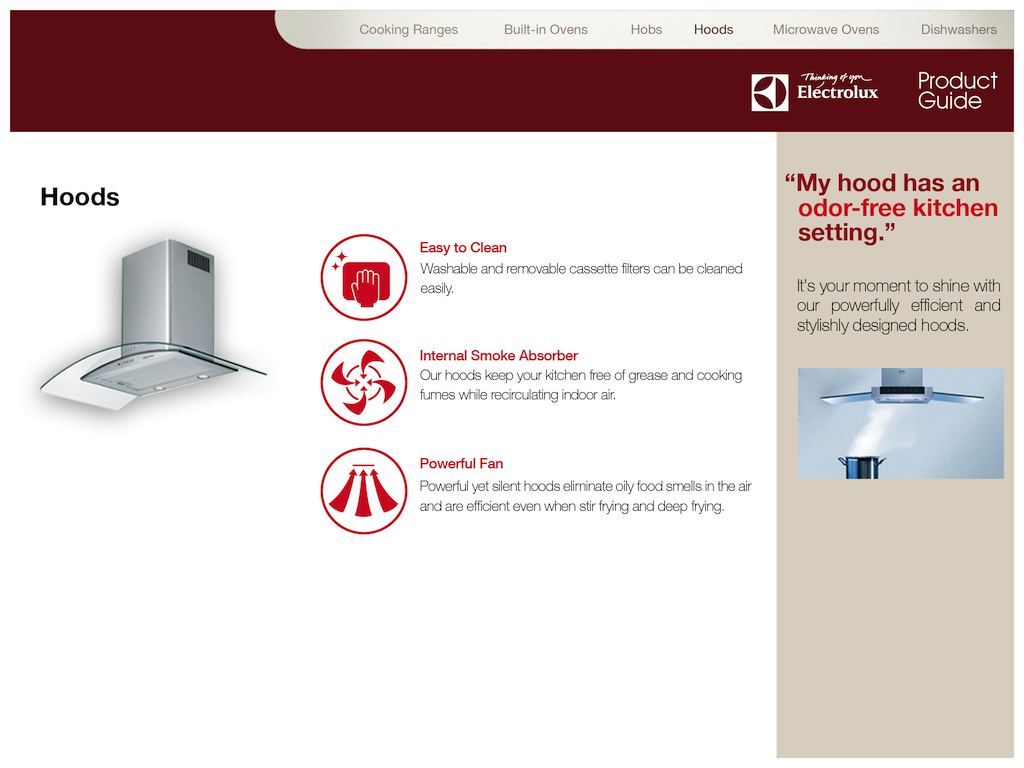 Cooking Ranges Built-in Ovens Hobs Hoods Microwave Ovens Dishwashers
Thinking of you
Electrolux
Product
Guide
Hoods
Easy to Clean
Washable and removable cassette filters can be cleaned
easily.
Internal Smoke Absorber
Our hoods keep your kitchen free of grease and cooking
fumes while recirculating indoor air.
Powerful Fan
Powerful yet silent hoods eliminate oily food smells in the air
and are efficient even when stir frying and deep frying.
“My hood has an
odor-free kitchen
setting.”
It's your moment to shine with
our powerfully efficient and
stylishly designed hoods.